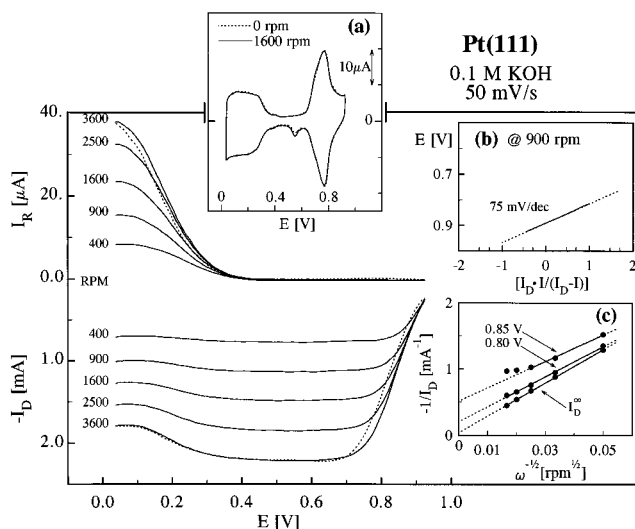 (a)
0 rpm
1600 rpm
10μA
0
0
0.4
0.8
E [V]
Pt(111)
0.1 M KOH
50 mV/s
40.
20
0.0
I_R [μA]
3600
2500
1600
900
400
RPM
400
900
1600
2500
3600
1.0
2.0
-I_D [mA]
0.0
0.2
0.4
0.6
0.8
1.0
E [V]
E [V]
(b) @ 900 rpm
0.7
0.9
75 mV/dec
-2
-1
0
1
2
[I_D·I/(I_D-I)]
(c)
2
1
0
-1/I_D [mA⁻¹]
0.85 V
0.80 V
I_D^∞
0
0.01
0.03
0.04
0.06
ω^-½[rpm^½]